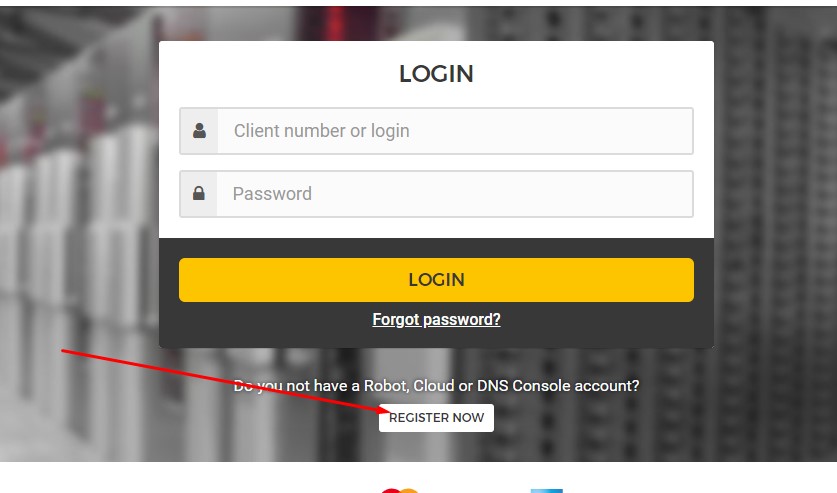 LOGIN
Client number or login
Password
LOGIN
Forgot password?
Do you not have a Robot, Cloud or DNS Console account?
REGISTER NOW